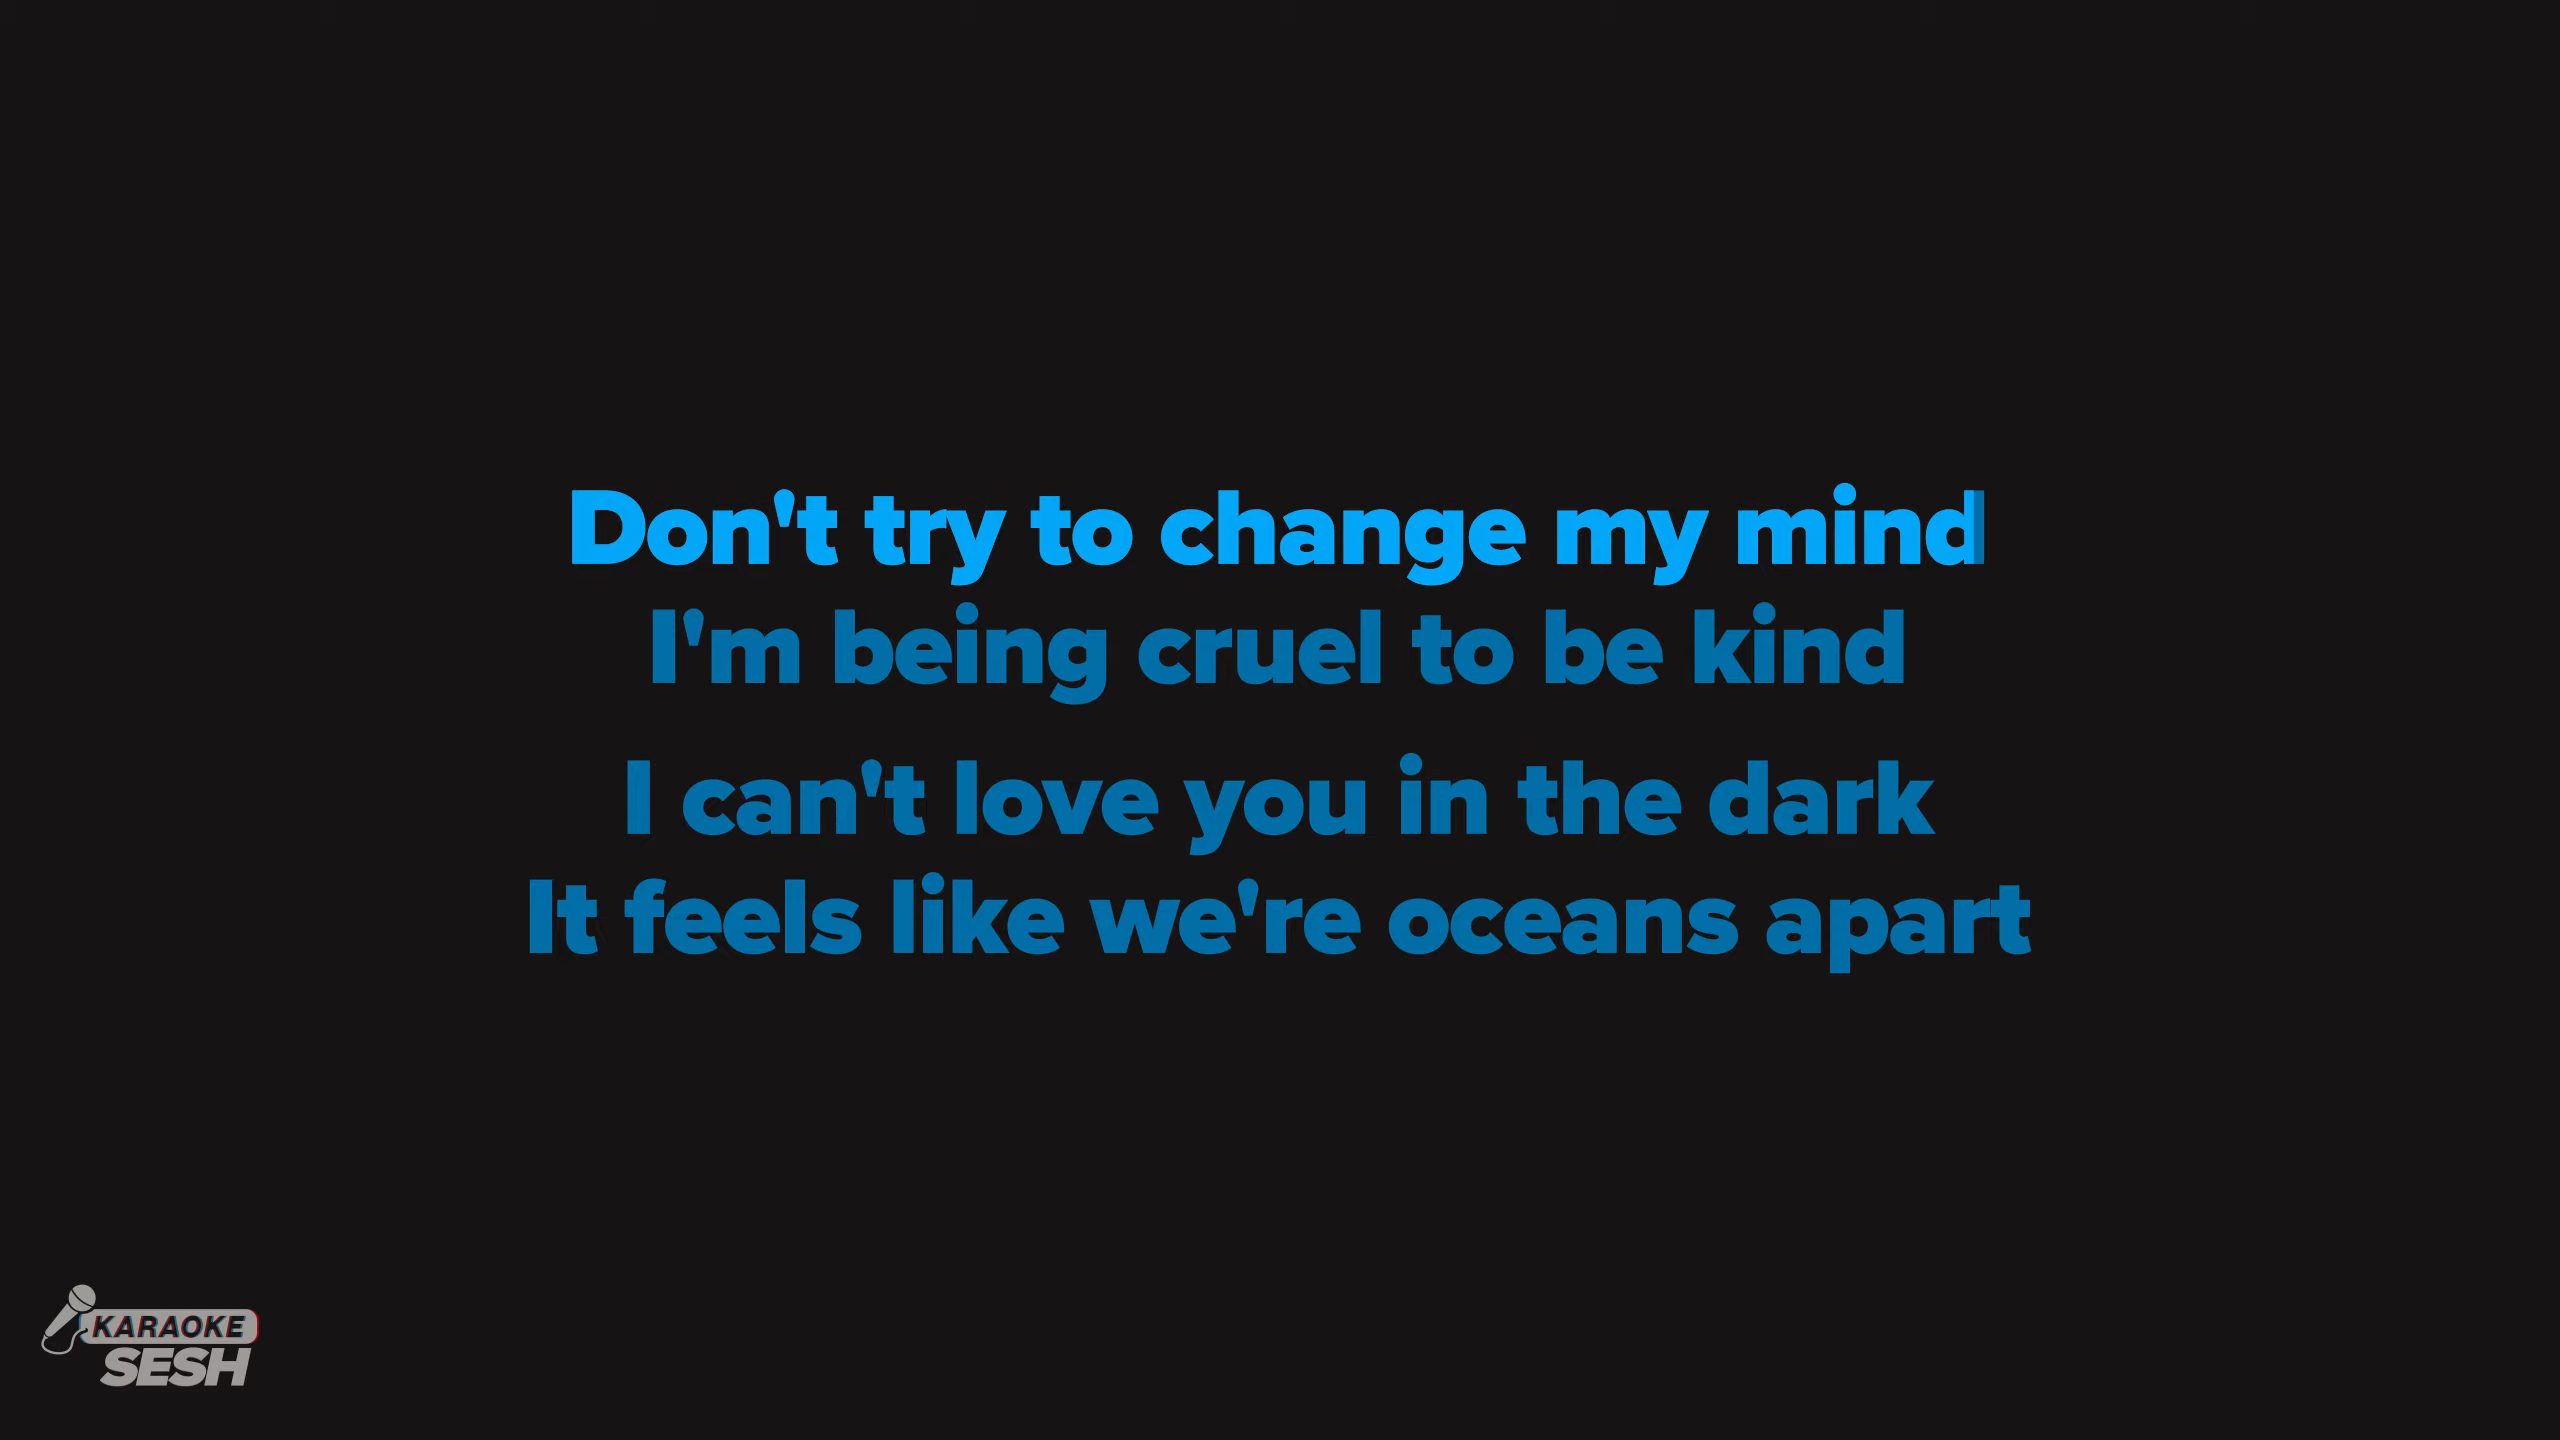 Don't try to change my mind
I'm being cruel to be kind
I can't love you in the dark
It feels like we're oceans apart
KARAOKE
SESH